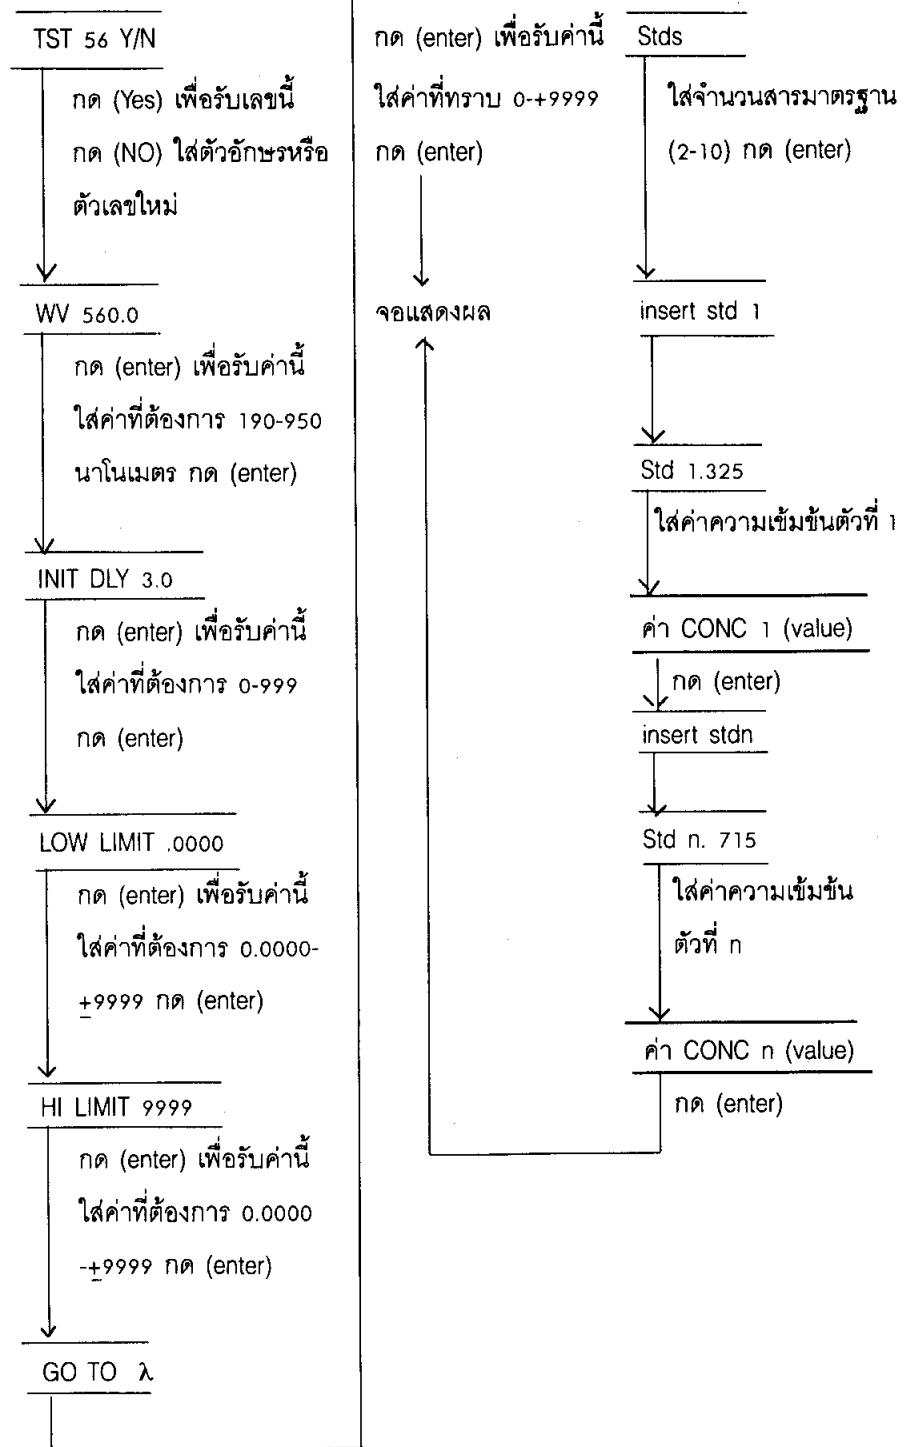 TST 56 Y/N
กด (Yes) เพื่อรับเลขนี้
กด (NO) ใส่ตัวอักษรหรือ
ตัวเลขใหม่
WV 560.0
กด (enter) เพื่อรับค่านี้
ใส่ค่าที่ต้องการ 190-950
นาโนเมตร กด (enter)
INIT DLY 3.0
กด (enter) เพื่อรับค่านี้
ใส่ค่าที่ต้องการ 0-999
กด (enter)
LOW LIMIT .0000
กด (enter) เพื่อรับค่านี้
ใส่ค่าที่ต้องการ 0.0000-
±9999 กด (enter)
HI LIMIT 9999
กด (enter) เพื่อรับค่านี้
ใส่ค่าที่ต้องการ 0.0000
-±9999 กด (enter)
GO TO λ
กด (enter) เพื่อรับค่านี้
ใส่ค่าที่ทราบ 0-+9999
กด (enter)
จอแสดงผล
Stds
ใส่จำนวนสารมาตรฐาน
(2-10) กด (enter)
insert std 1
Std 1.325
ใส่ค่าความเข้มข้นตัวที่ 1
ค่า CONC 1 (value)
กด (enter)
insert stdn
Std n. 715
ใส่ค่าความเข้มข้น
ตัวที่ n
ค่า CONC n (value)
กด (enter)